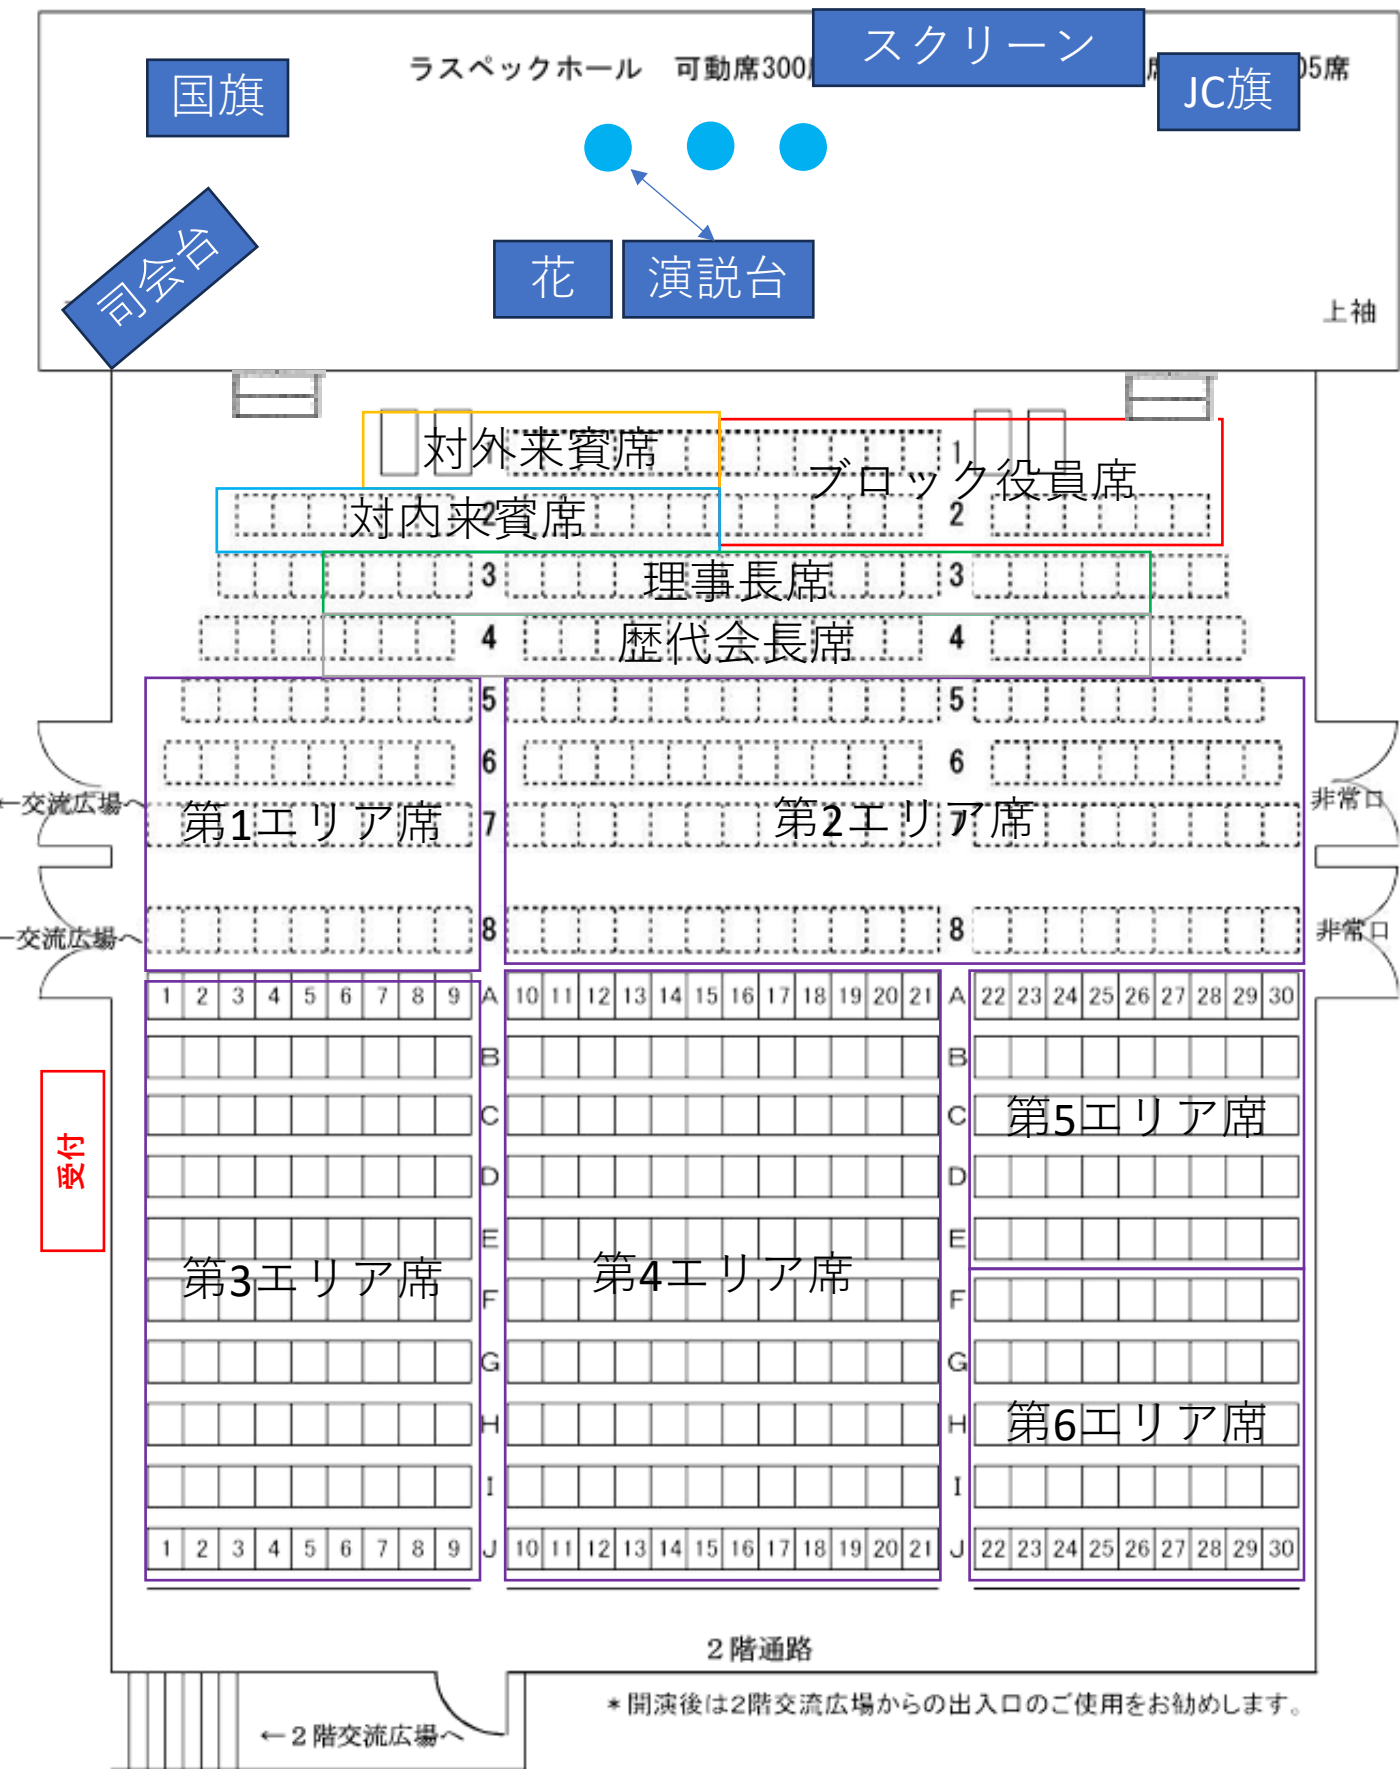 スクリーン
ラスペックホール 可動席300
05席
国旗
JC旗
司会台
花
演説台
上袖
対外来賓席
1
ブロック役員席
対内来賓席
2
2
3
理事長席
3
4
歴代会長席
4
5
5
6
6
←交流広場へ
第1エリア席
7
第2エリア席
7
非常口
←交流広場へ
8
8
非常口
1 2 3 4 5 6 7 8 9 A 10 11 12 13 14 15 16 17 18 19 20 21 A 22 23 24 25 26 27 28 29 30
B B
C C
第5エリア席
受付
D D
E E
第3エリア席
第4エリア席
F F
G G
H H
第6エリア席
I I
1 2 3 4 5 6 7 8 9 J 10 11 12 13 14 15 16 17 18 19 20 21 J 22 23 24 25 26 27 28 29 30
2階通路
*開演後は2階交流広場からの出入口のご使用をお勧めします。
←2階交流広場へ